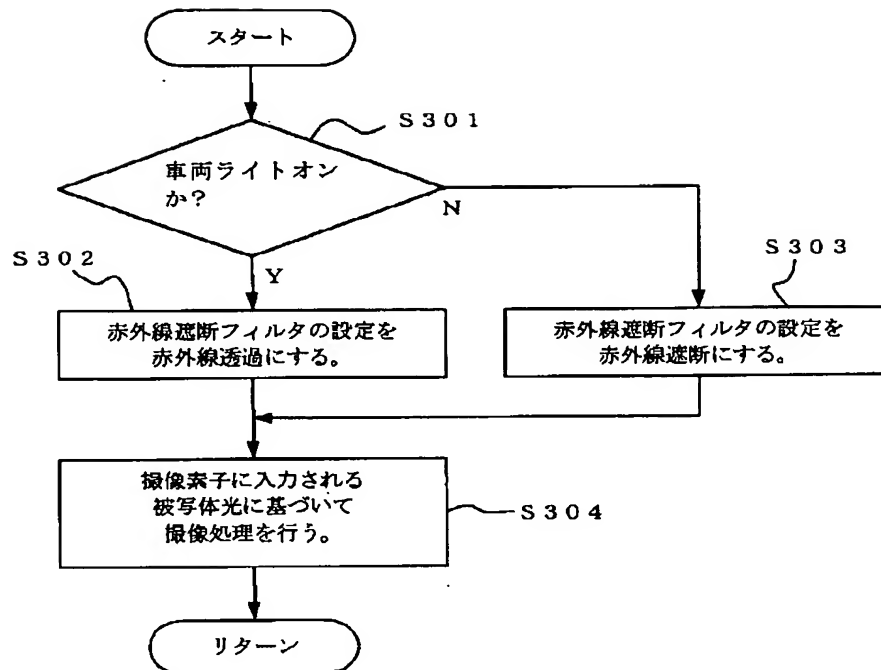 スタート
S301
車両ライトオン
か?
N
S302
Y
S303
赤外線遮断フィルタの設定を
赤外線透過にする。
赤外線遮断フィルタの設定を
赤外線遮断にする。
撮像素子に入力される
被写体光に基づいて
撮像処理を行う。
S304
リターン